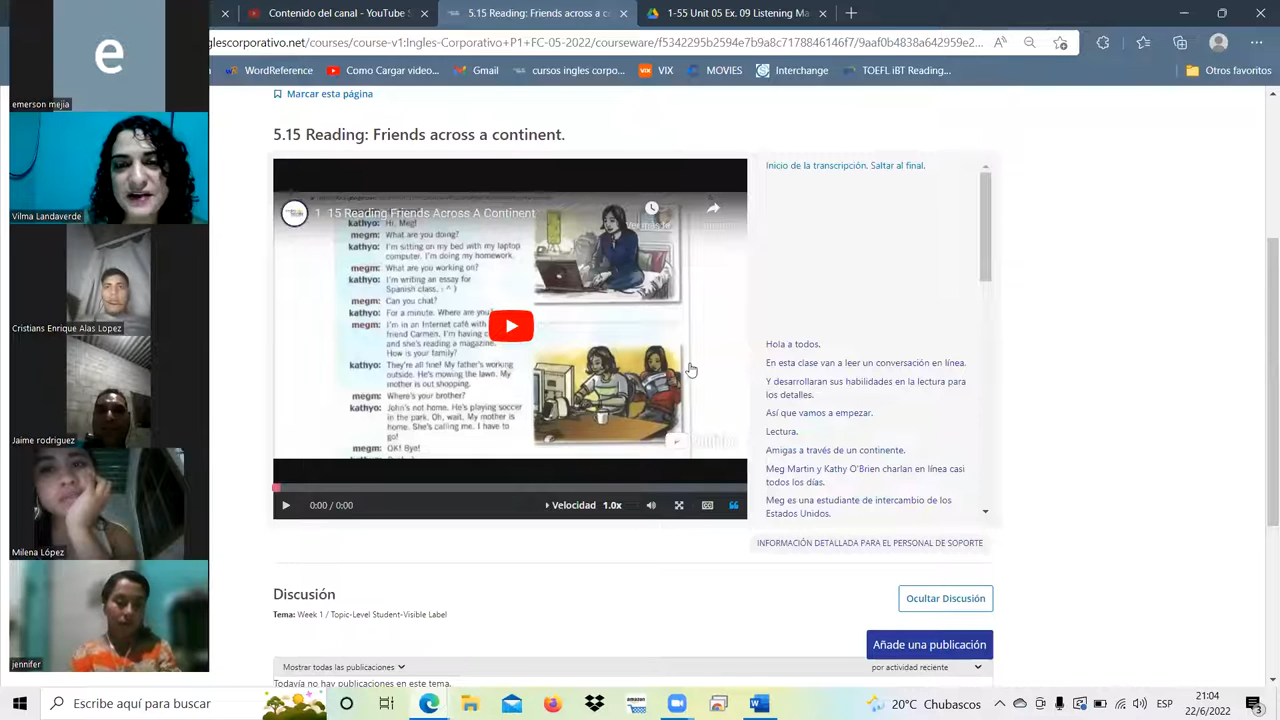 Discusión del canal - YouTube S
5.15 Reading: Friends across a c
1-55 Unit 05 Ex. 09 Listening Ma
glescorporativo.net/courses/course-v1:Ingles-Corporativo+P1+FC-05-2022/courseware/f5342295b2594e7b9a8c7178846146f7/9aaf0b4838a642959e2...
WordReference
Como Cargar video...
Gmail
cursos ingles corpo...
VIX
MOVIES
Interchange
TOEFL iBT Reading...
Otros favoritos
e
emerson mejia
Vilma Landaverde
Cristians Enrique Alas Lopez
Jaime rodriguez
Milena López
jennifer
Marcar esta página
5.15 Reading: Friends across a continent.
1 15 Reading Friends Across A Continent
kathyo: Hi, Meg!
megm: What are you doing?
kathyo: I'm sitting on my bed with my laptop
computer. I'm doing my homework.
megm: What are you working on?
kathyo: I'm writing an essay for
Spanish class. : ^ )
megm: Can you chat?
kathyo: For a minute. Where are you
megm: I'm in an Internet café with
friend Carmen. I'm having c
and she's reading a magazine.
How is your family?
kathyo: They're all fine! My father's working
outside. He's mowing the lawn. My
mother is out shopping.
megm: Where's your brother?
kathyo: John's not home. He's playing soccer
in the park. Oh, wait. My mother is
home. She's calling me. I have to
go!
megm: OK! Bye!
0:00 / 0:00
Velocidad 1.0x
Inicio de la transcripción. Saltar al final.
Hola a todos.
En esta clase van a leer un conversación en línea.
Y desarrollaran sus habilidades en la lectura para
los detalles.
Así que vamos a empezar.
Lectura.
Amigas a través de un continente.
Meg Martin y Kathy O'Brien charlan en línea casi
todos los días.
Meg es una estudiante de intercambio de los
Estados Unidos.
INFORMACIÓN DETALLADA PARA EL PERSONAL DE SOPORTE
Discusión
Ocultar Discusión
Tema: Week 1 / Topic-Level Student-Visible Label
Añade una publicación
Mostrar todas las publicaciones
por actividad reciente
Todavía no hay publicaciones en este tema.
Escribe aquí para buscar
amazon
20°C Chubascos
ESP
21:04
22/6/2022
3